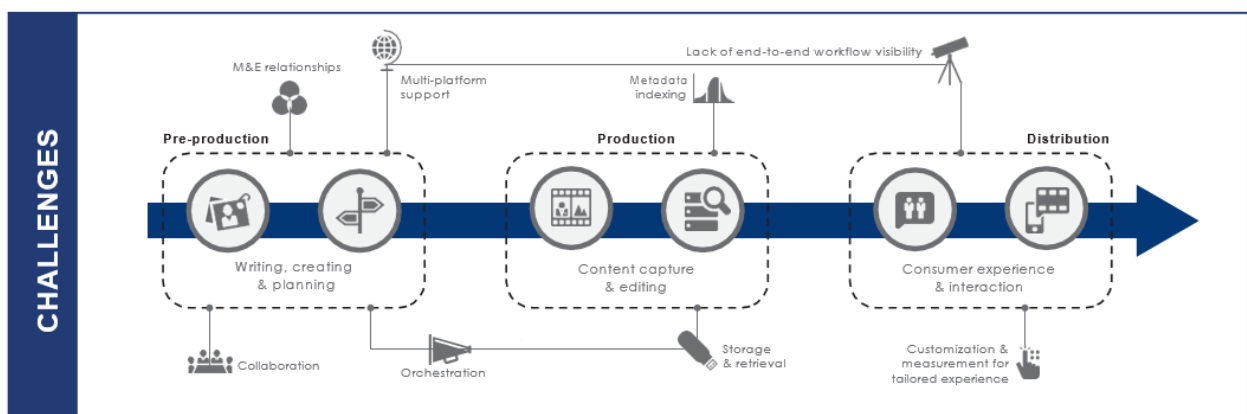 CHALLENGES
Lack of end-to-end workflow visibility
M&E relationships
Multi-platform
support
Metadata
indexing
Pre-production
Production
Distribution
Writing, creating
& planning
Content capture
& editing
Consumer experience
& interaction
Collaboration
Orchestration
Storage
& retrieval
Customization &
measurement for
tailored experience